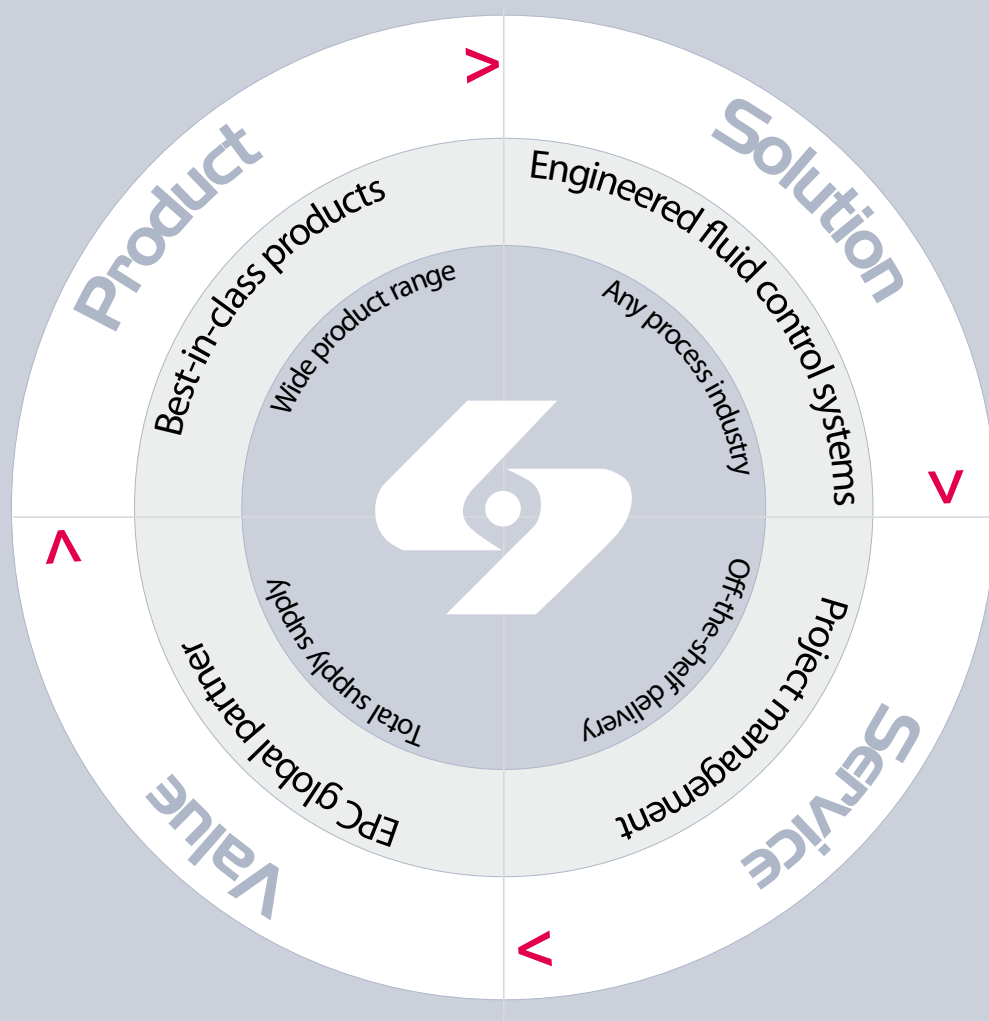 Product
Best-in-class products
Wide product range
>
Solution
Engineered fluid control systems
Any process industry
>
Service
Project management
Off-the-shelf delivery
>
Value
EPC global partner
Total supply supply
>